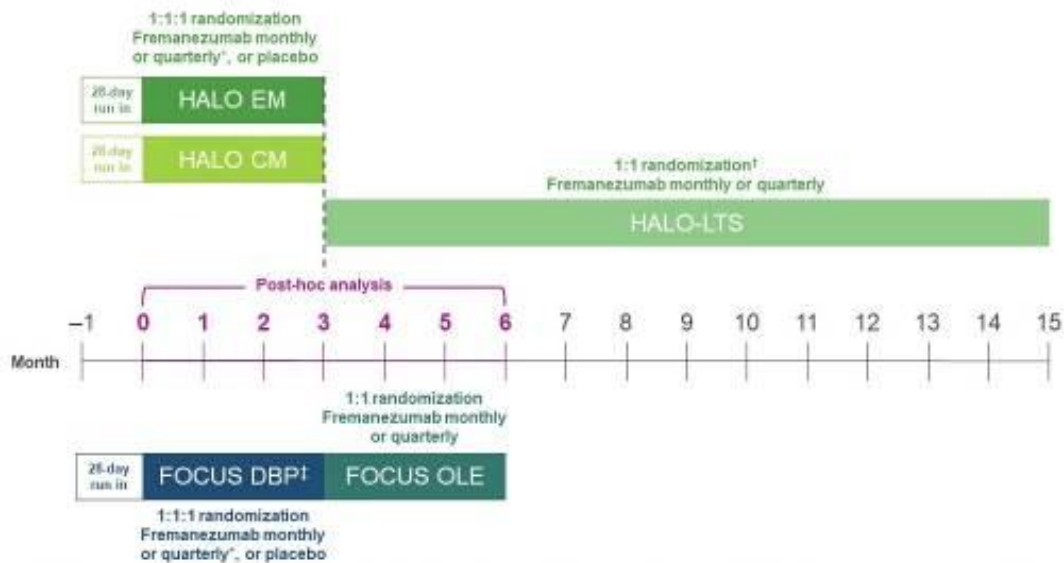 1:1:1 randomization
Fremanezumab monthly
or quarterly*, or placebo
28-day
run in
HALO EM
28-day
run in
HALO CM
1:1 randomization†
Fremanezumab monthly or quarterly
HALO-LTS
Post-hoc analysis
–1 0 1 2 3 4 5 6 7 8 9 10 11 12 13 14 15
Month
1:1 randomization
Fremanezumab monthly
or quarterly
28-day
run in
FOCUS DBP‡
FOCUS OLE
1:1:1 randomization
Fremanezumab monthly
or quarterly*, or placebo